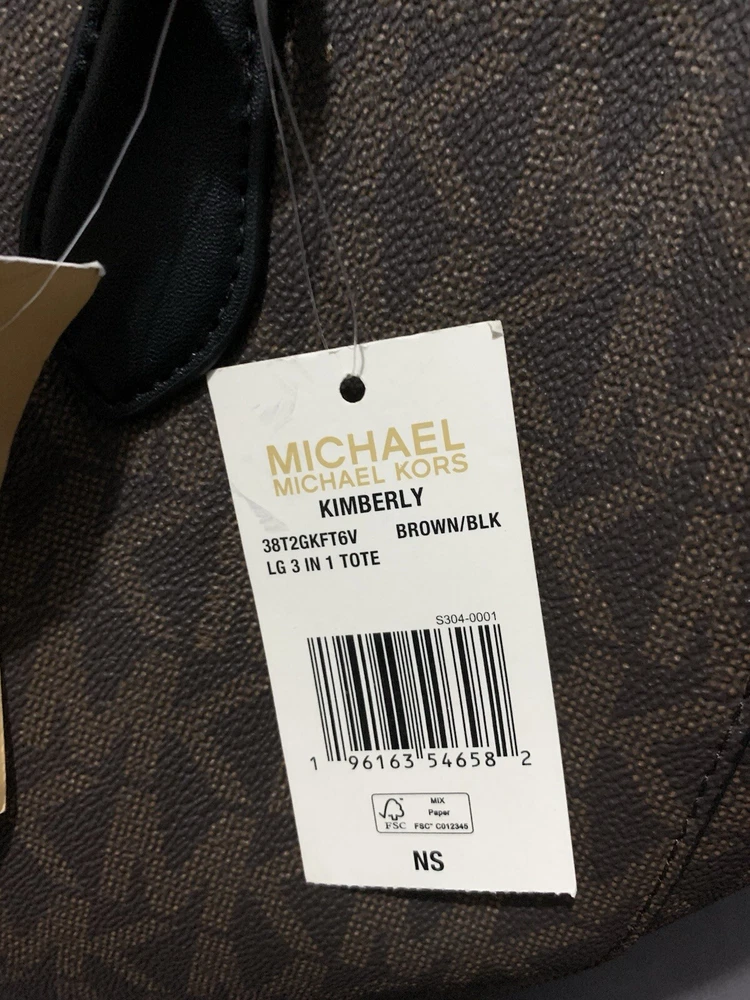 MICHAEL
MICHAEL KORS
KIMBERLY
38T2GKFT6V BROWN/BLK
LG 3 IN 1 TOTE
S304-0001
1 96163 54658 2
MIX
Paper
FSC FSC™ C012345
NS